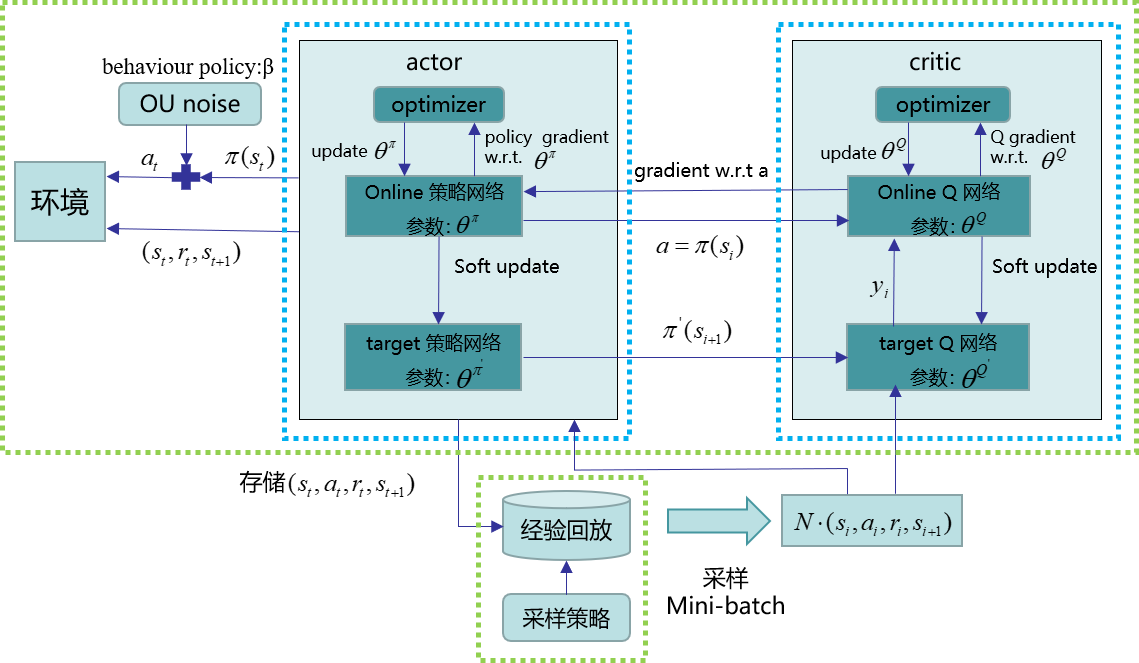 behaviour policy:β
OU noise
a_t
π(s_t)
环境
(s_t, r_t, s_{t+1})
actor
optimizer
update θ^π
policy gradient
w.r.t. θ^π
Online 策略网络
参数：θ^π
Soft update
target 策略网络
参数：θ^{π'}
gradient w.r.t a
a = π(s_i)
π'(s_{i+1})
critic
optimizer
update θ^Q
Q gradient
w.r.t. θ^Q
Online Q 网络
参数：θ^Q
y_i
Soft update
target Q 网络
参数：θ^{Q'}
存储(s_t, a_t, r_t, s_{t+1})
经验回放
采样策略
采样
Mini-batch
N·(s_i, a_i, r_i, s_{i+1})